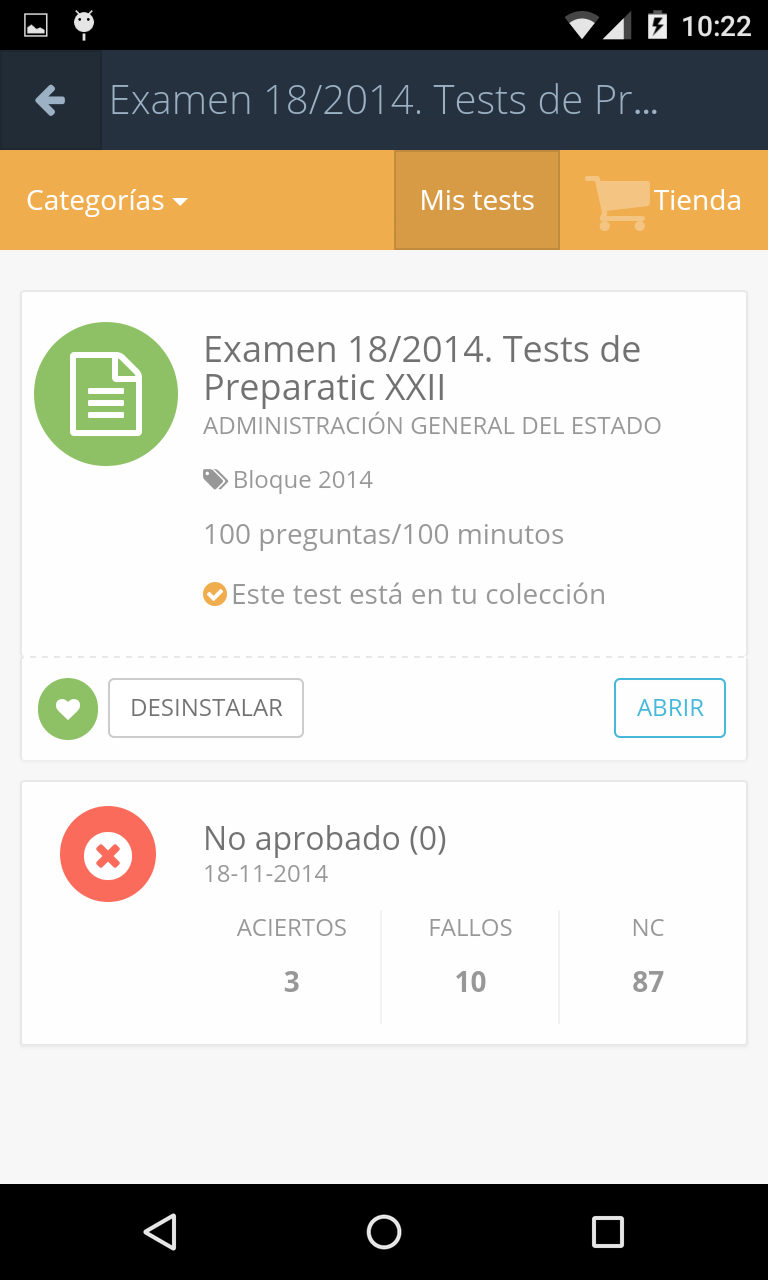 10:22
Examen 18/2014. Tests de Pr...
Categorías
Mis tests
Tienda
Examen 18/2014. Tests de
Preparatic XXII
ADMINISTRACIÓN GENERAL DEL ESTADO
Bloque 2014
100 preguntas/100 minutos
Este test está en tu colección
DESINSTALAR
ABRIR
No aprobado (0)
18-11-2014
ACIERTOS FALLOS NC
3 10 87